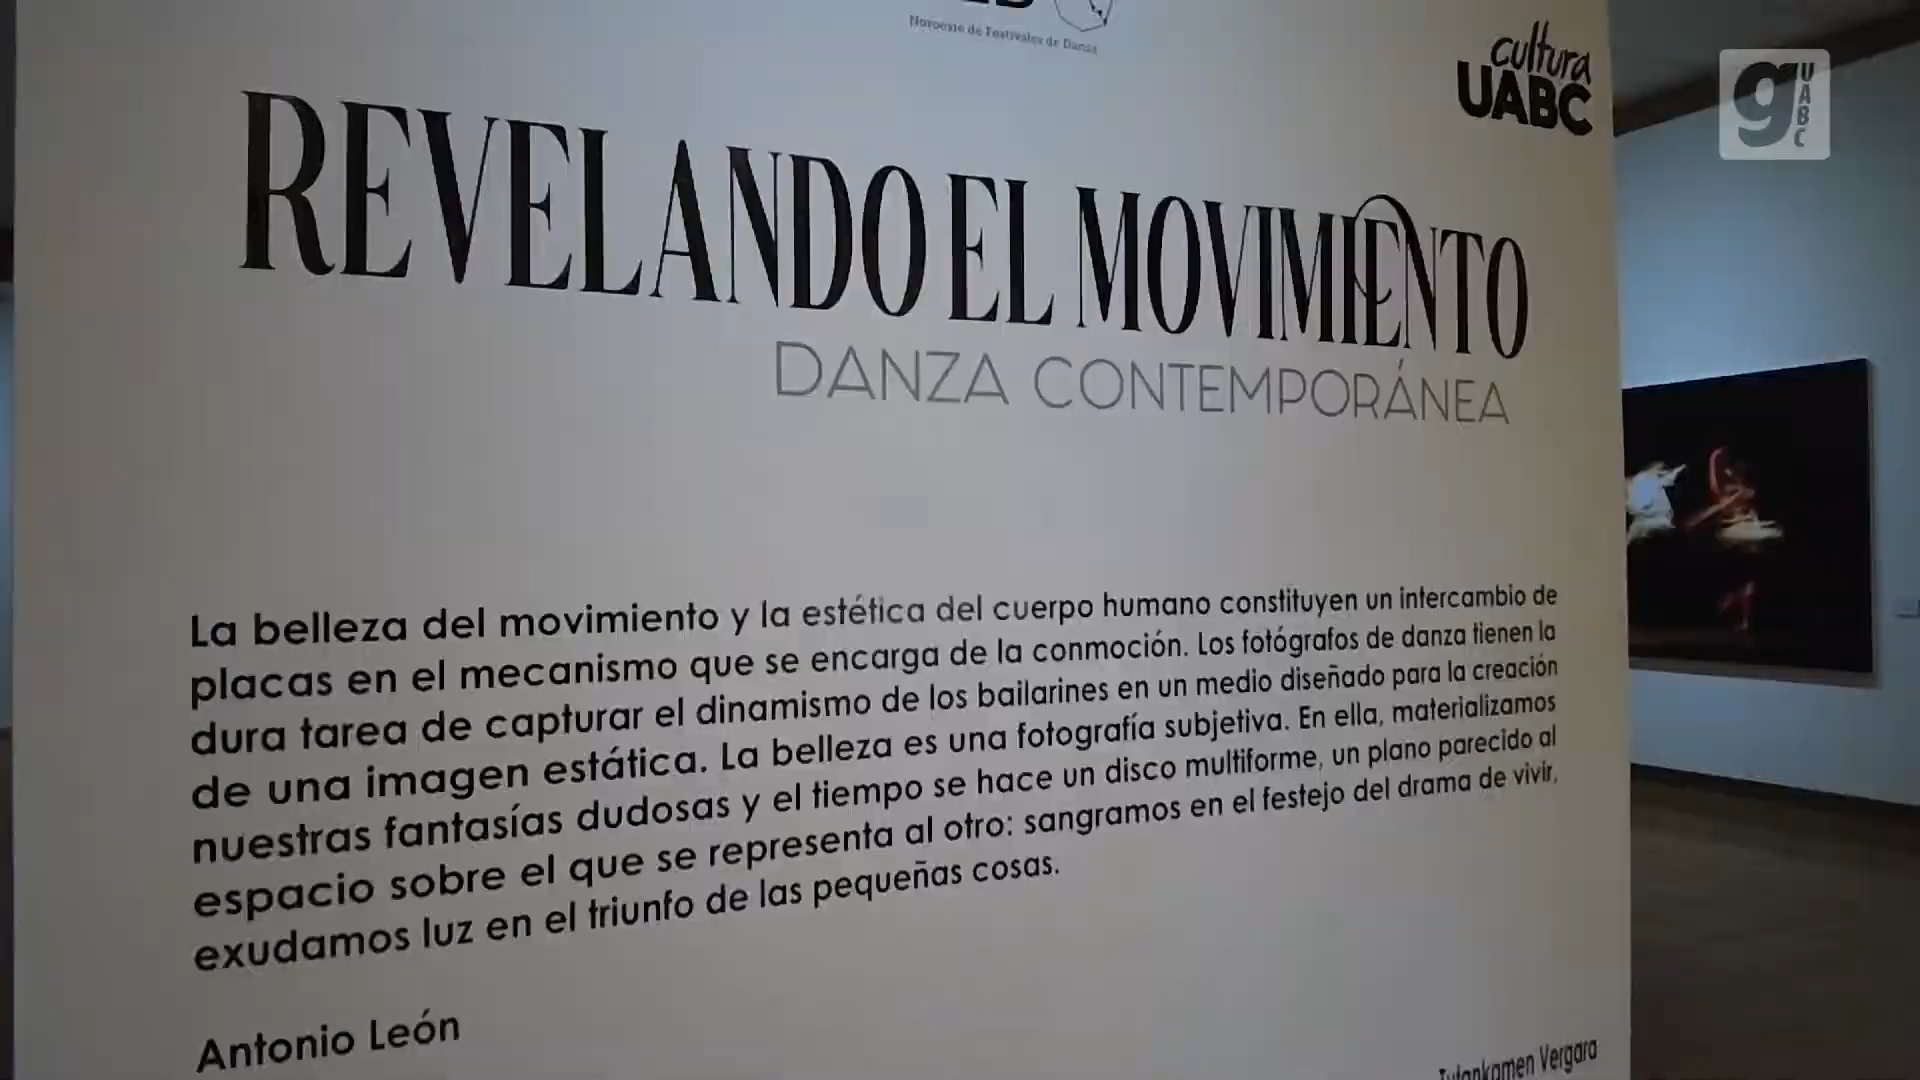 Noroeste de Festivales de Danza
cultura
UABC
g UABC
REVELANDO EL MOVIMIENTO
DANZA CONTEMPORÁNEA
La belleza del movimiento y la estética del cuerpo humano constituyen un intercambio de
placas en el mecanismo que se encarga de la conmoción. Los fotógrafos de danza tienen la
dura tarea de capturar el dinamismo de los bailarines en un medio diseñado para la creación
de una imagen estática. La belleza es una fotografía subjetiva. En ella, materializamos
nuestras fantasías dudosas y el tiempo se hace un disco multiforme, un plano parecido al
espacio sobre el que se representa al otro: sangramos en el festejo del drama de vivir,
exudamos luz en el triunfo de las pequeñas cosas.
Antonio León
Tutankamen Vergara